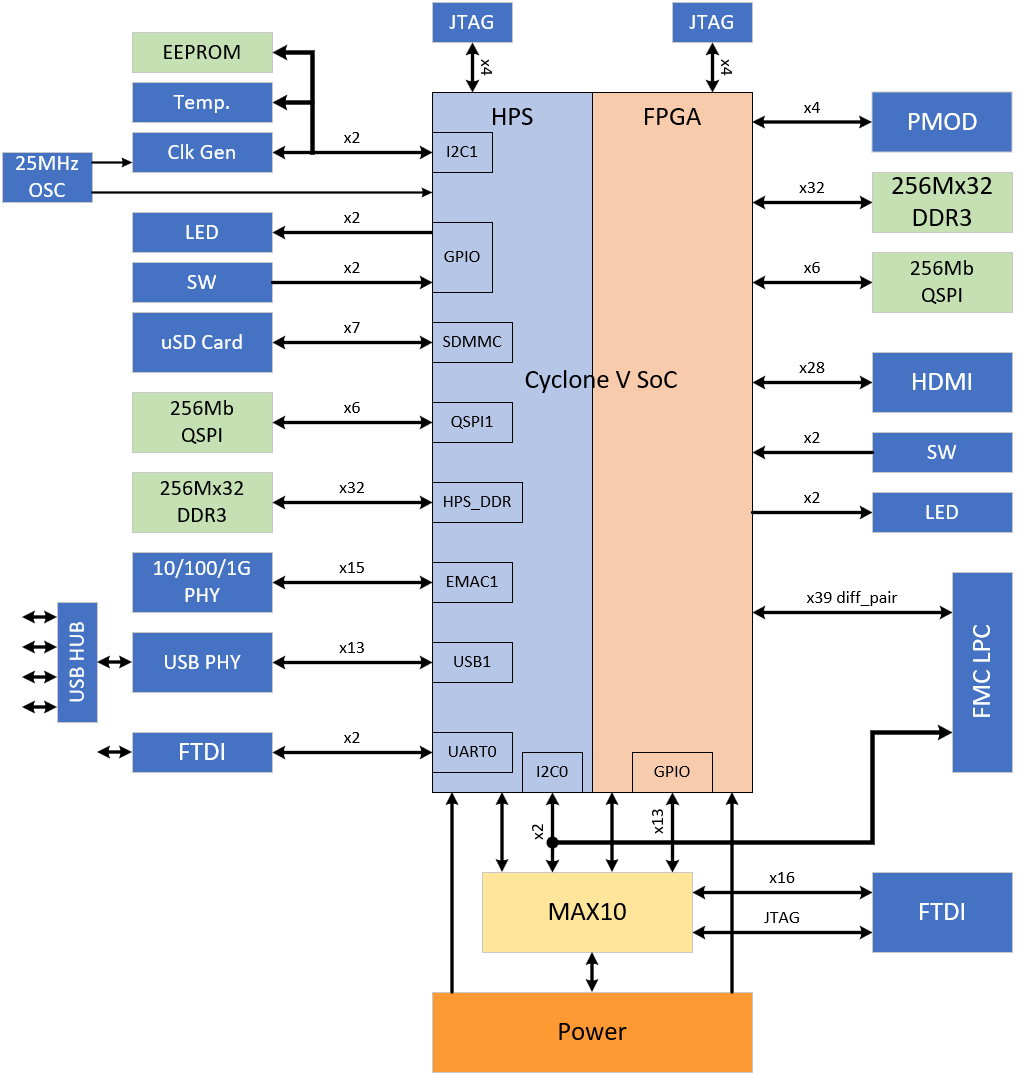 JTAG
JTAG
x4
x4
EEPROM
Temp.
Clk Gen
25MHz
OSC
x2
I2C1
HPS
FPGA
x4
PMOD
x32
256Mx32
DDR3
LED
x2
GPIO
SW
x2
x6
256Mb
QSPI
uSD Card
x7
SDMMC
Cyclone V SoC
x28
HDMI
256Mb
QSPI
x6
QSPI1
x2
SW
256Mx32
DDR3
x32
HPS_DDR
x2
LED
10/100/1G
PHY
x15
EMAC1
x39 diff_pair
FMC LPC
USB HUB
USB PHY
x13
USB1
FTDI
x2
UART0
I2C0
GPIO
x2
x13
MAX10
x16
JTAG
FTDI
Power